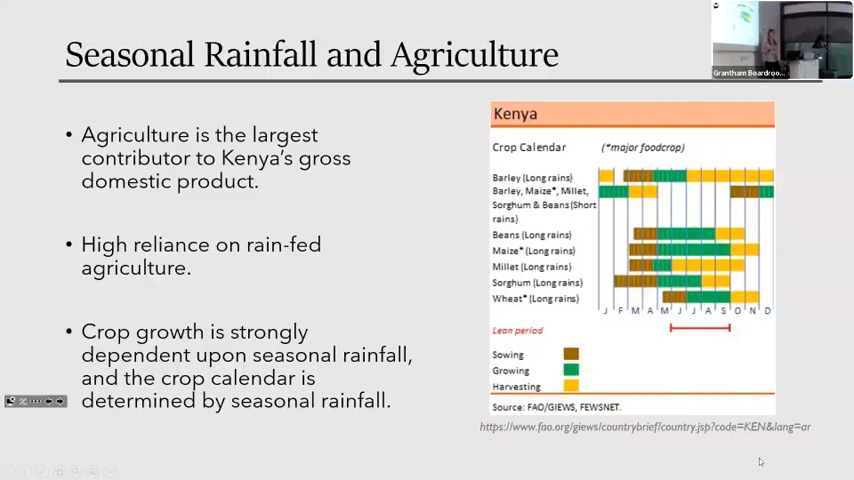 Seasonal Rainfall and Agriculture
Grantham Boardroo...
• Agriculture is the largest
contributor to Kenya's gross
domestic product.
• High reliance on rain-fed
agriculture.
• Crop growth is strongly
dependent upon seasonal rainfall,
and the crop calendar is
determined by seasonal rainfall.
Kenya
Crop Calendar (*major foodcrop)
Barley (Long rains)
Barley, Maize*, Millet,
Sorghum & Beans (Short
rains)
Beans (Long rains)
Maize* (Long rains)
Millet (Long rains)
Sorghum (Long rains)
Wheat* (Long rains)
J F M A M J J A S O N D
Lean period
Sowing
Growing
Harvesting
Source: FAO/GIEWS, FEWSNET.
https://www.fao.org/giews/countrybrief/country.jsp?code=KEN&lang=ar